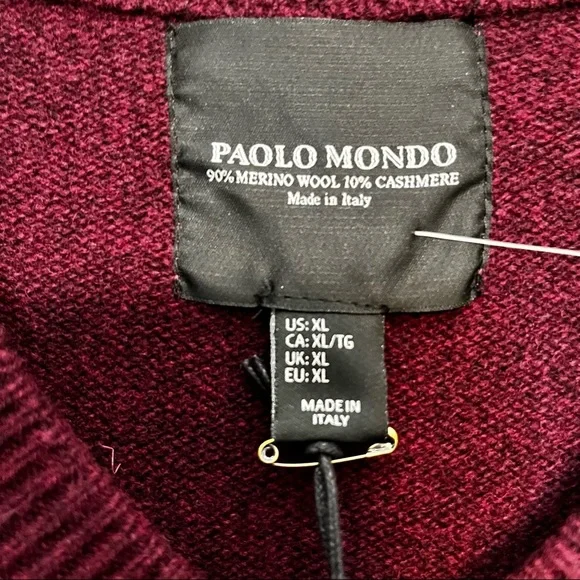 PAOLO MONDO
90% MERINO WOOL 10% CASHMERE
Made in Italy
US: XL
CA: XL/TG
UK: XL
EU: XL
MADE IN
ITALY